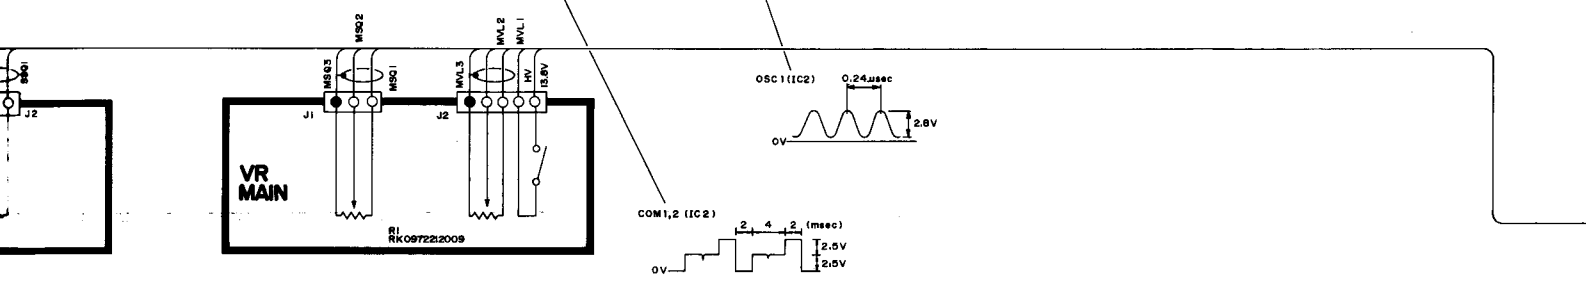 SSQ1
J2
MSQ3
MSQ2
MSQ1
MVL3
MVL2
MVL1
HV
13.8V
J1
J2
VR
MAIN
R1
RK0972212009
OSC1(IC2)
0.24µsec
2.8V
0V
COM1,2 (IC2)
2 4 2 (msec)
2.5V
2.5V
0V